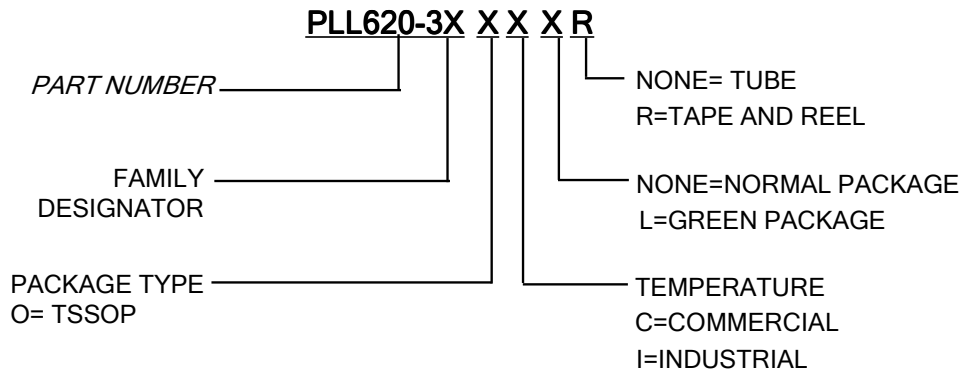 PLL620-3X X X X R
PART NUMBER
NONE= TUBE
R=TAPE AND REEL
FAMILY
DESIGNATOR
NONE=NORMAL PACKAGE
L=GREEN PACKAGE
PACKAGE TYPE
O= TSSOP
TEMPERATURE
C=COMMERCIAL
I=INDUSTRIAL